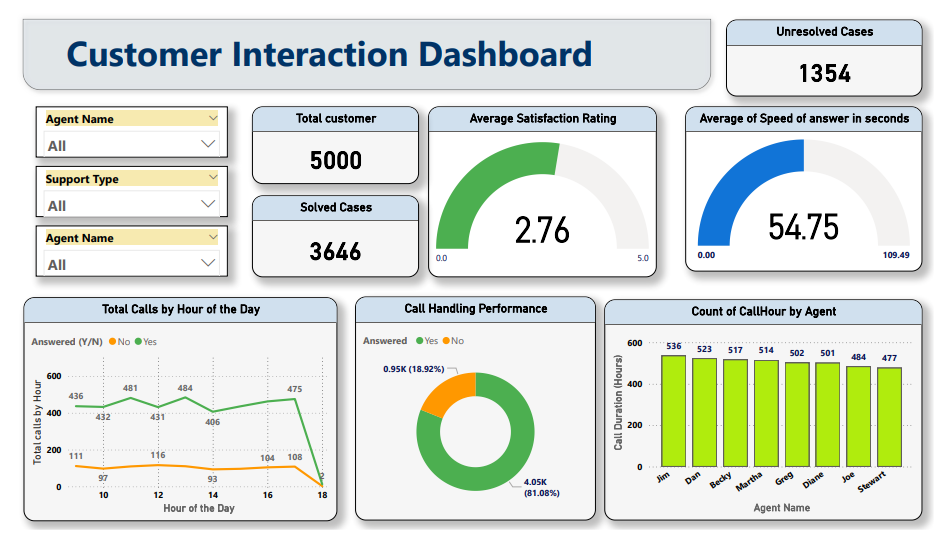 Customer Interaction Dashboard
Unresolved Cases
1354
Agent Name
All
Support Type
All
Agent Name
All
Total customer
5000
Solved Cases
3646
Average Satisfaction Rating
2.76
0.0
5.0
Average of Speed of answer in seconds
54.75
0.00
109.49
Total Calls by Hour of the Day
Answered (Y/N) No Yes
Total calls by Hour
600
400
200
0
436
432
481
431
484
406
475
111
97
116
93
104
108
2
10
12
14
16
18
Hour of the Day
Call Handling Performance
Answered Yes No
0.95K (18.92%)
4.05K
(81.08%)
Count of CallHour by Agent
Call Duration (Hours)
600
400
200
0
536
523
517
514
502
501
484
477
Jim
Dan
Becky
Martha
Greg
Diane
Joe
Stewart
Agent Name